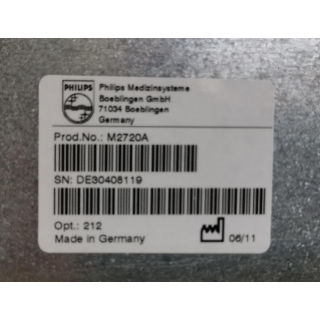 PHILIPS
Philips Medizinsysteme
Boeblingen GmbH
71034 Boeblingen
Germany
Prod.No.: M2720A
SN: DE30408119
Opt.: 212
Made in Germany
06/11